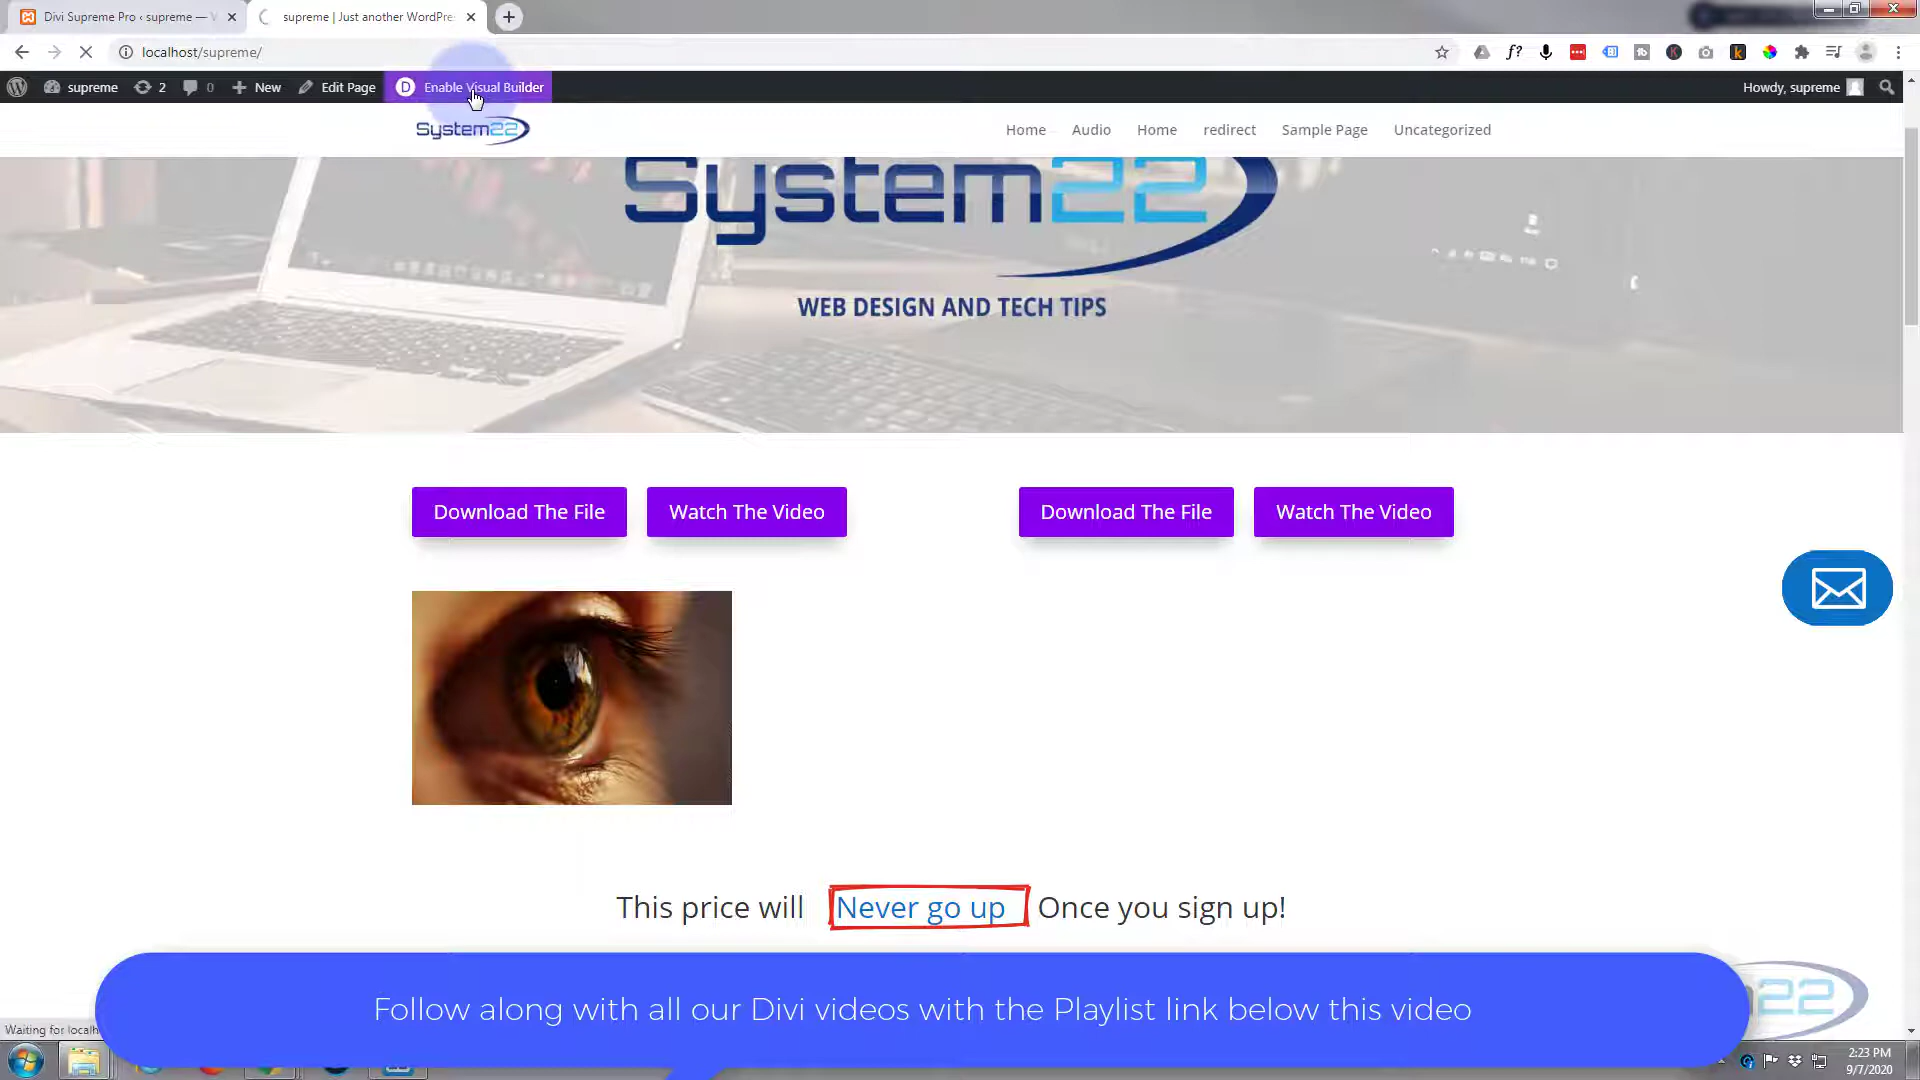 Divi Supreme Pro ‹ supreme —
supreme | Just another WordPre
localhost/supreme/
supreme 2 0 New Edit Page Enable Visual Builder Howdy, supreme
System22 Home Audio Home redirect Sample Page Uncategorized
System22
WEB DESIGN AND TECH TIPS
Download The File Watch The Video Download The File Watch The Video
This price will Never go up Once you sign up!
Follow along with all our Divi videos with the Playlist link below this video
22
Waiting for localh
2:23 PM
9/7/2020